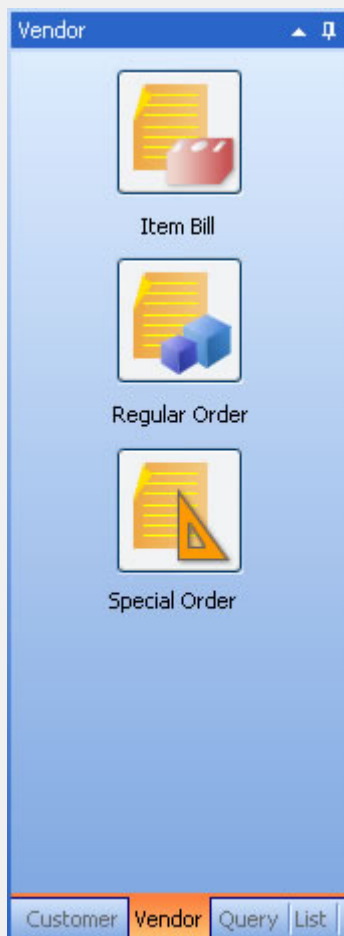 Vendor
Item Bill
Regular Order
Special Order
Customer Vendor Query List